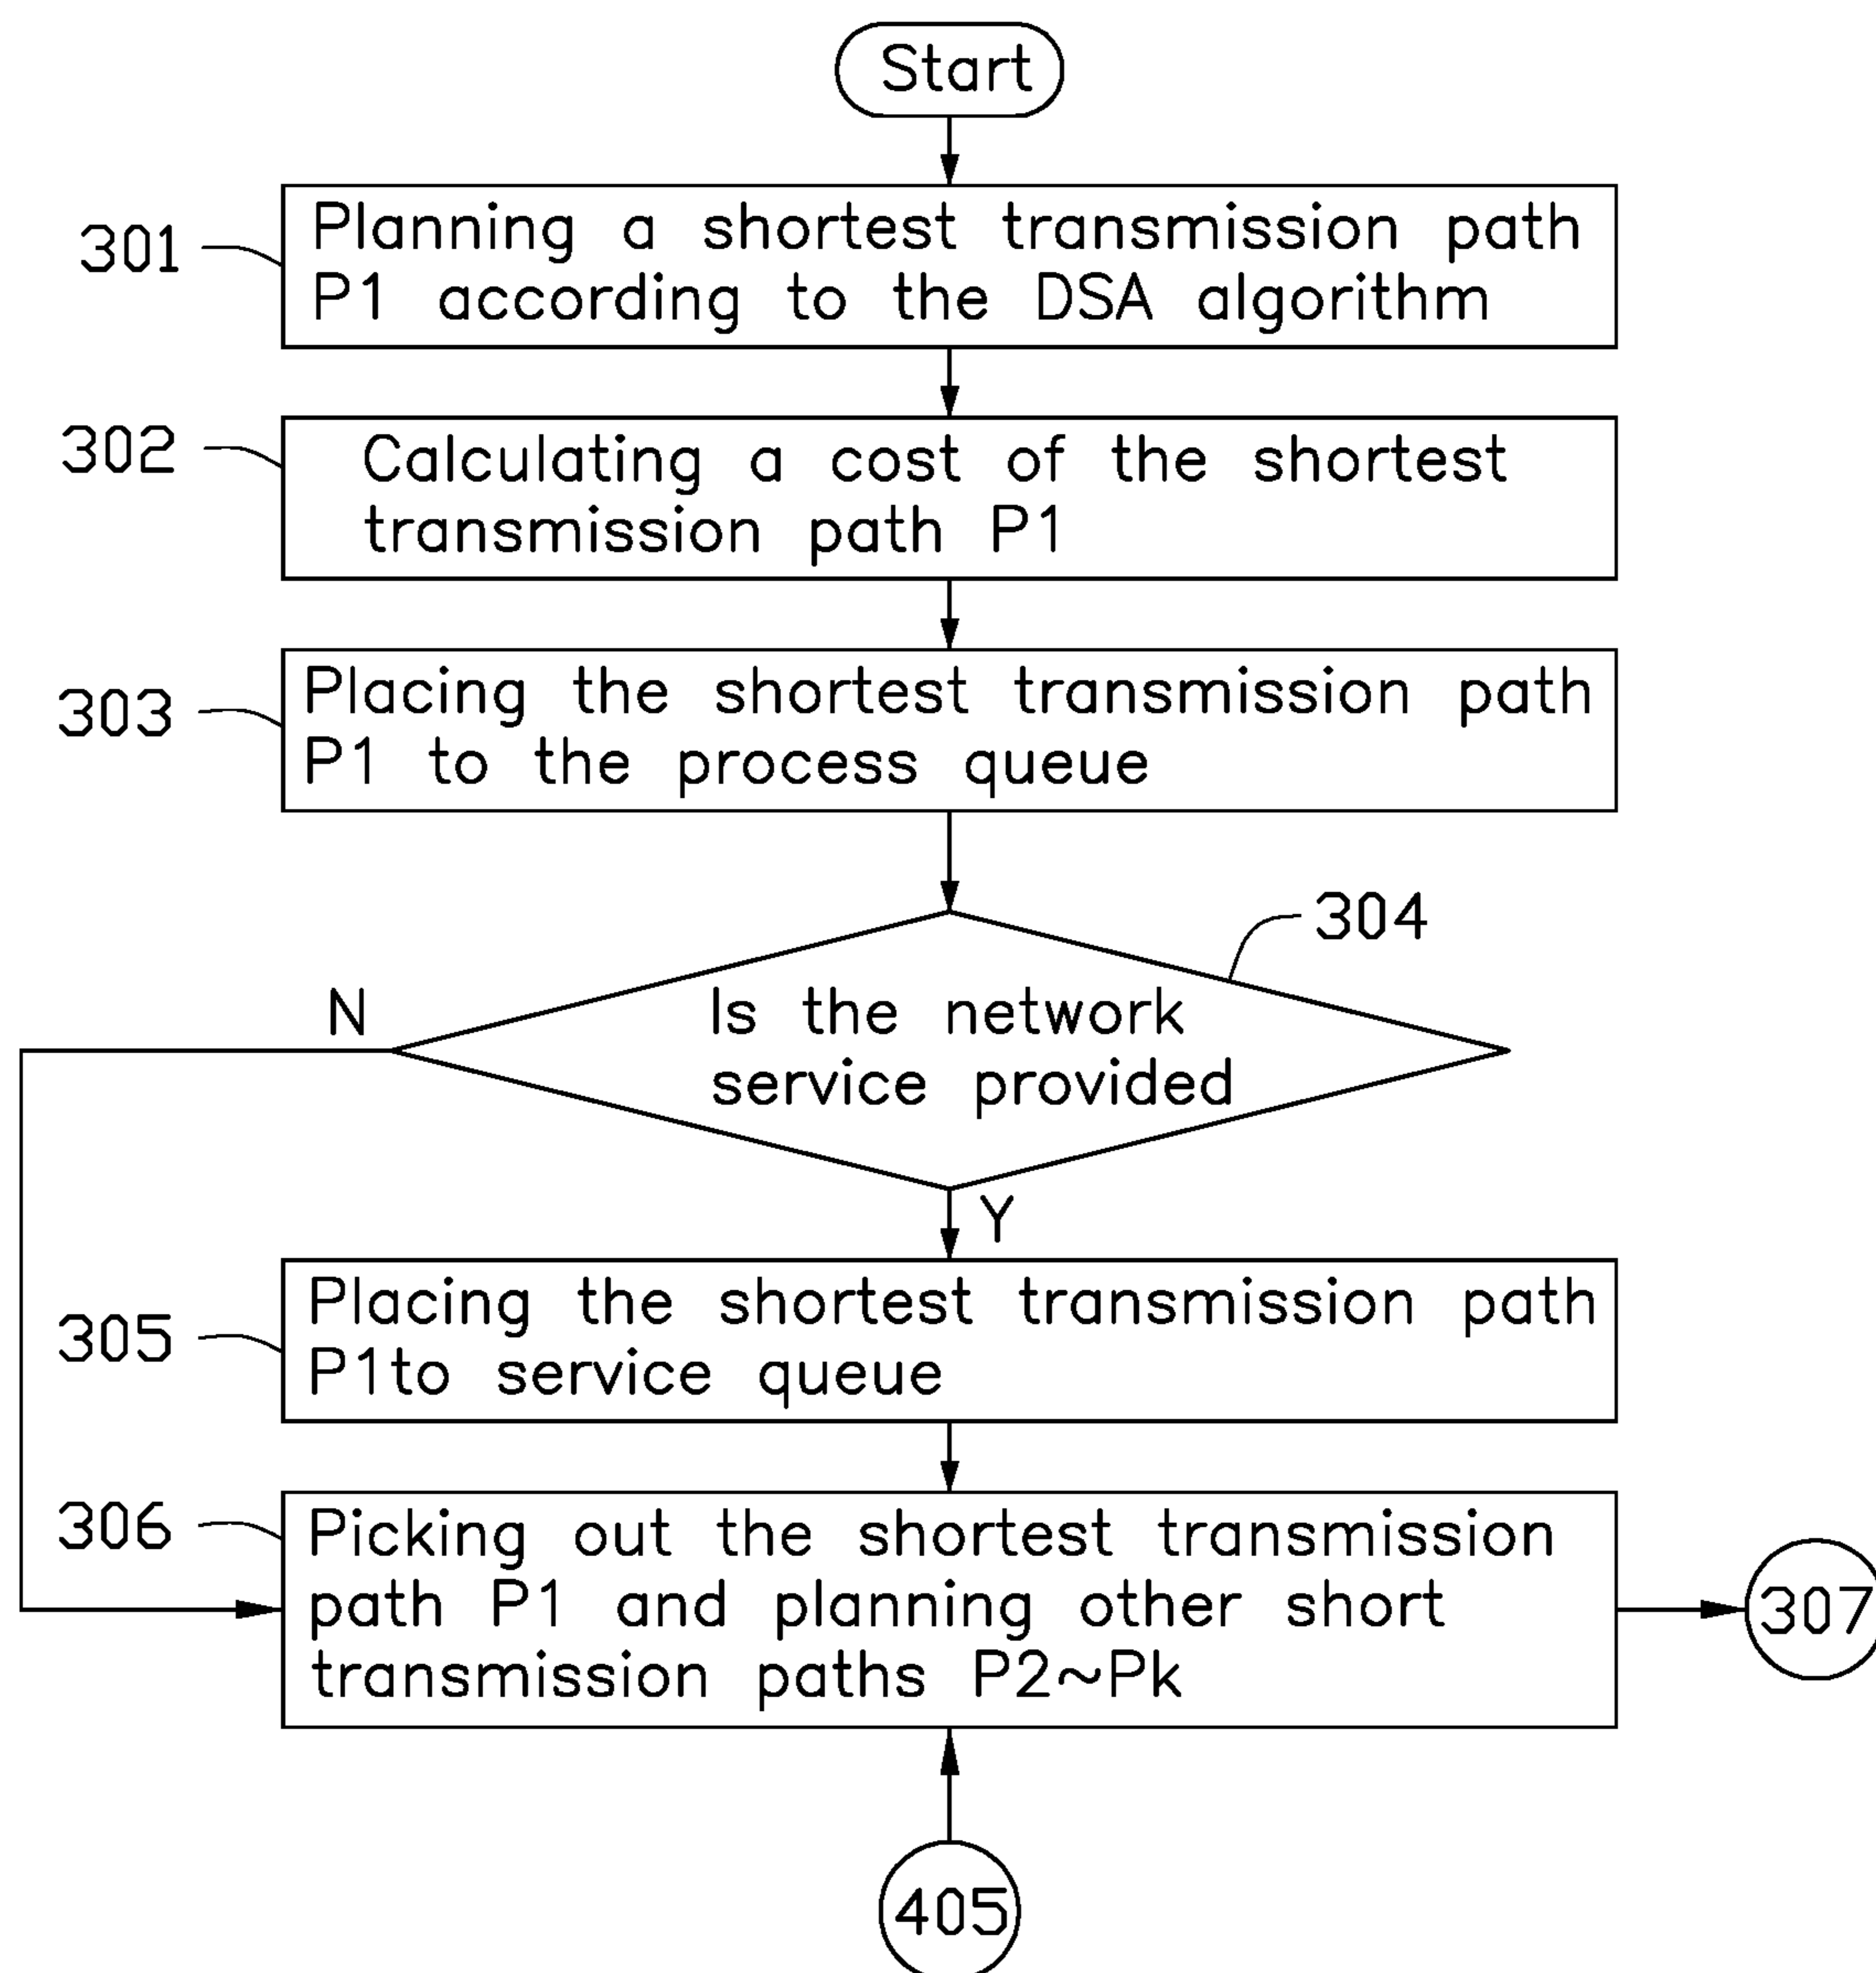 Start
301
Planning a shortest transmission path
P1 according to the DSA algorithm
302
Calculating a cost of the shortest
transmission path P1
303
Placing the shortest transmission path
P1 to the process queue
304
N
Is the network
service provided
Y
305
Placing the shortest transmission path
P1to service queue
306
Picking out the shortest transmission
path P1 and planning other short
transmission paths P2~Pk
307
405